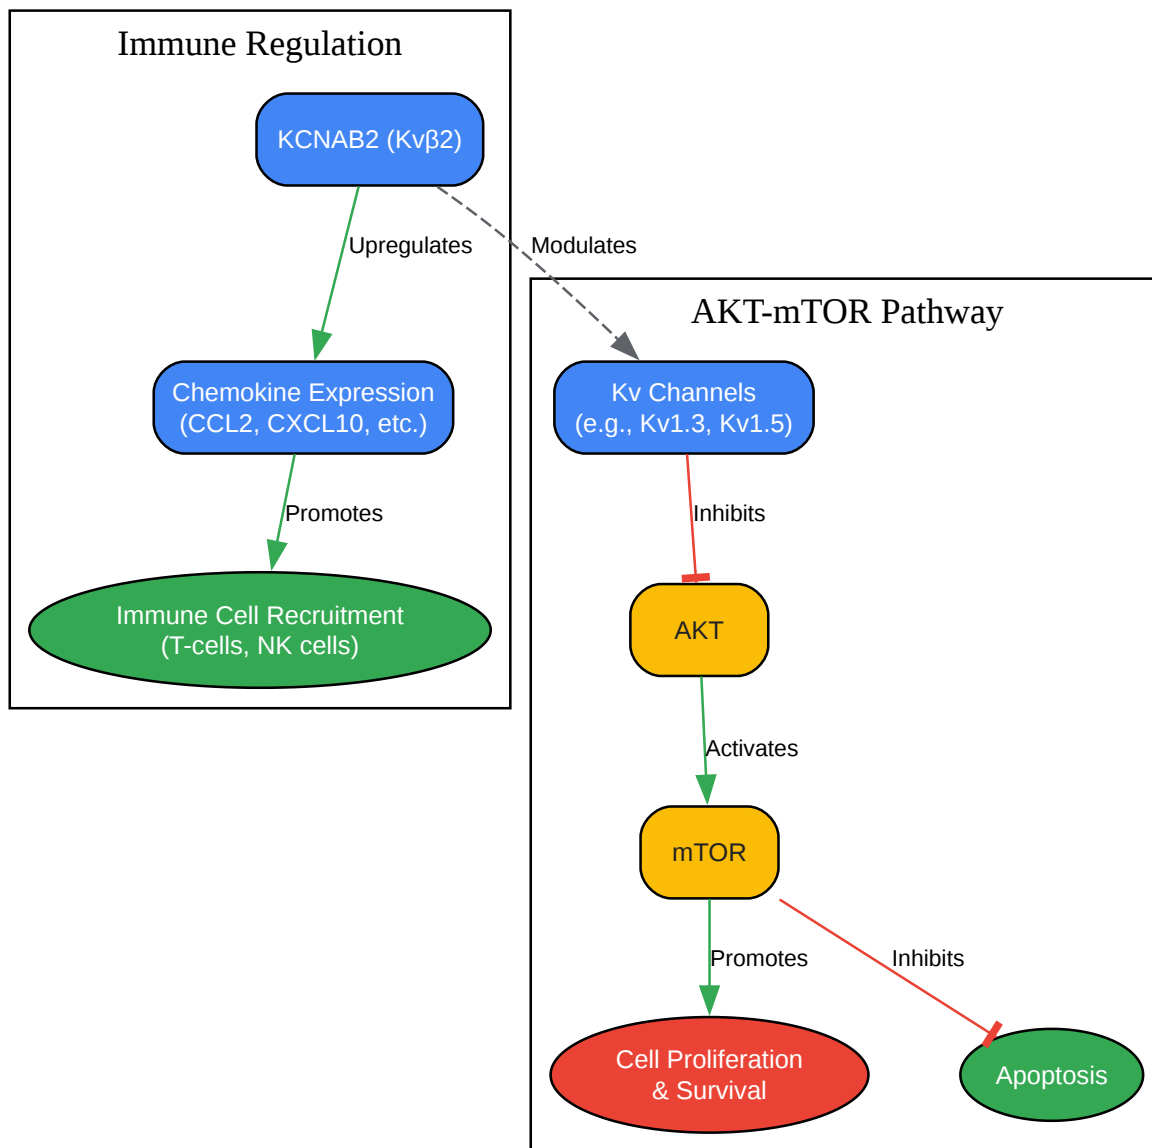 Immune Regulation
KCNAB2 (Kvβ2)
Upregulates
Modulates
Chemokine Expression
(CCL2, CXCL10, etc.)
Promotes
Immune Cell Recruitment
(T-cells, NK cells)
AKT-mTOR Pathway
Kv Channels
(e.g., Kv1.3, Kv1.5)
Inhibits
AKT
Activates
mTOR
Promotes
Inhibits
Cell Proliferation
& Survival
Apoptosis